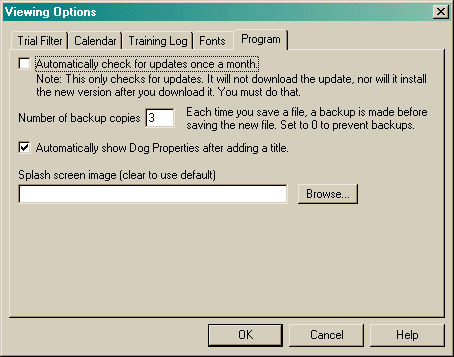 Viewing Options
Trial Filter Calendar Training Log Fonts Program
Automatically check for updates once a month.
Note: This only checks for updates. It will not download the update, nor will it install
the new version after you download it. You must do that.
Number of backup copies 3 Each time you save a file, a backup is made before
saving the new file. Set to 0 to prevent backups.
Automatically show Dog Properties after adding a title.
Splash screen image (clear to use default)
Browse...
OK Cancel Help